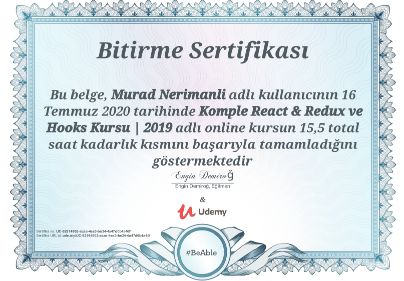 Bitirme Sertifikası
Bu belge, Murad Nerimanli adlı kullanıcının 16
Temmuz 2020 tarihinde Komple React & Redux ve
Hooks Kursu | 2019 adlı online kursun 15,5 total
saat kadarlık kısmını başarıyla tamamladığını
göstermektedir
Engin Demiroğ
Engin Demiroğ, Eğitmen
&
Udemy
#BeAble